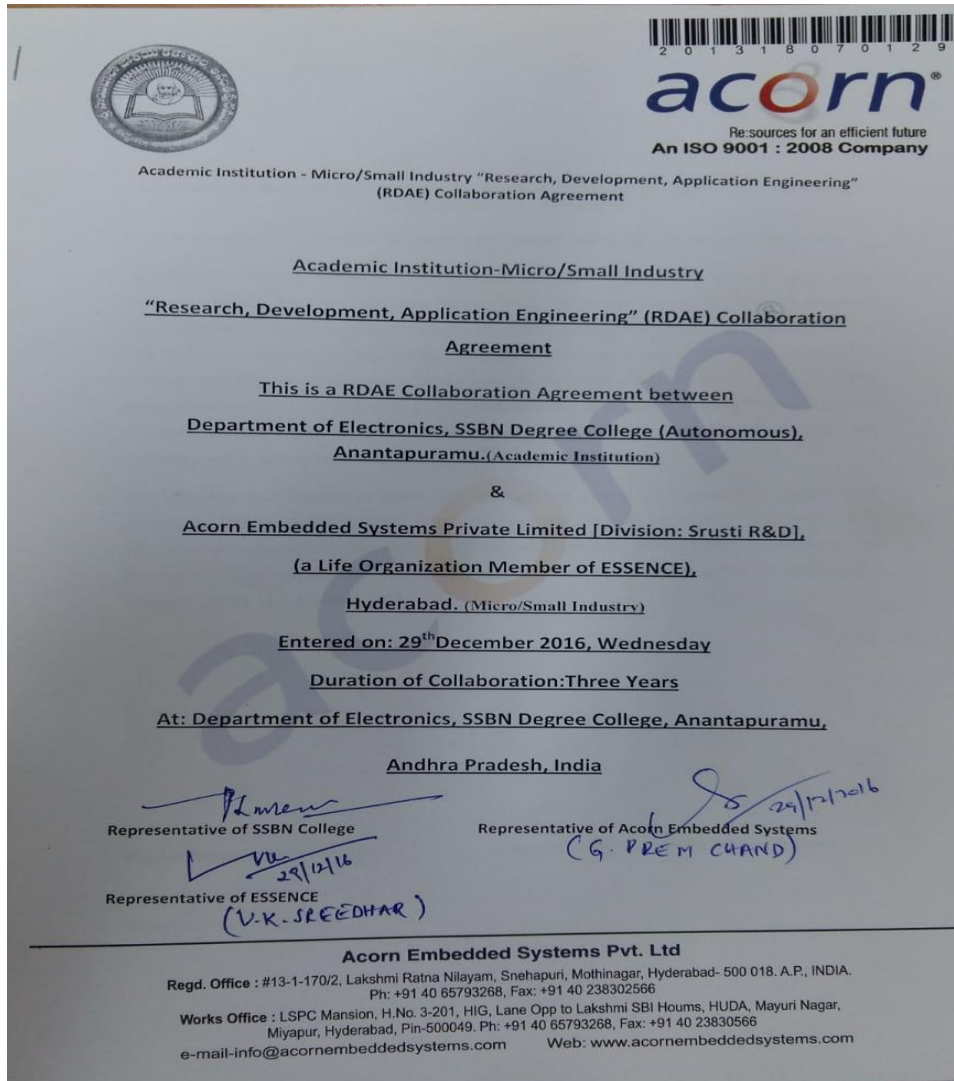 2 0 1 3 1 8 0 7 0 1 2 9
acorn®
Re:sources for an efficient future
An ISO 9001 : 2008 Company
Academic Institution - Micro/Small Industry “Research, Development, Application Engineering”
(RDAE) Collaboration Agreement
Academic Institution-Micro/Small Industry
“Research, Development, Application Engineering” (RDAE) Collaboration
Agreement
This is a RDAE Collaboration Agreement between
Department of Electronics, SSBN Degree College (Autonomous),
Anantapuramu.(Academic Institution)
&
Acorn Embedded Systems Private Limited [Division: Srusti R&D],
(a Life Organization Member of ESSENCE),
Hyderabad. (Micro/Small Industry)
Entered on: 29thDecember 2016, Wednesday
Duration of Collaboration:Three Years
At: Department of Electronics, SSBN Degree College, Anantapuramu,
Andhra Pradesh, India
acorn®
29/12/2016
Representative of SSBN College
Representative of Acorn Embedded Systems
(G. PREM CHAND)
29/12/16
Representative of ESSENCE
(V.K. SREEDHAR)
Acorn Embedded Systems Pvt. Ltd
Regd. Office : #13-1-170/2, Lakshmi Ratna Nilayam, Snehapuri, Mothinagar, Hyderabad- 500 018. A.P., INDIA.
Ph: +91 40 65793268, Fax: +91 40 238302566
Works Office : LSPC Mansion, H.No. 3-201, HIG, Lane Opp to Lakshmi SBI Houms, HUDA, Mayuri Nagar,
Miyapur, Hyderabad, Pin-500049. Ph: +91 40 65793268, Fax: +91 40 23830566
e-mail-info@acornembeddedsystems.com Web: www.acornembeddedsystems.com